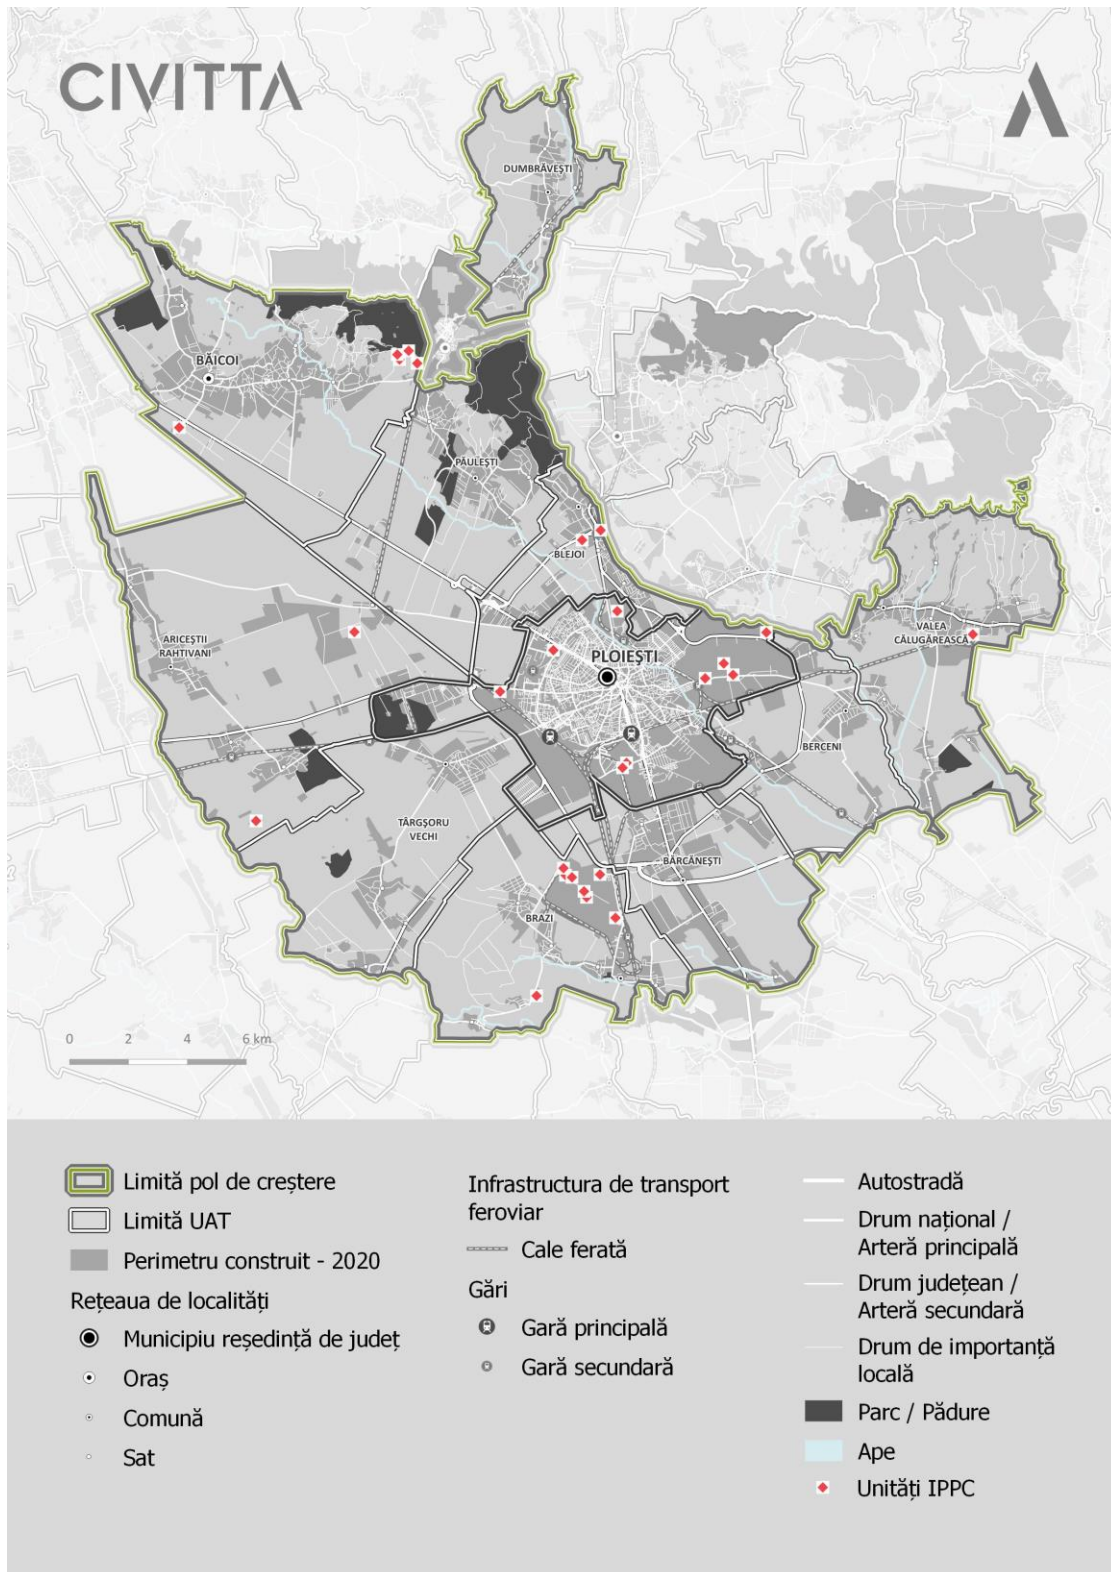 CIVITTA
DUMBRĂVEȘTI
BĂICOI
PĂULEȘTI
BLEJOI
ARICEȘTII
RAHTIVANI
PLOIEȘTI
VALEA
CĂLUGĂREASCĂ
BERCENI
TÂRGȘORU
VECHI
BĂRCĂNEȘTI
BRAZI
0 2 4 6 km
Limită pol de creștere
Limită UAT
Perimetru construit - 2020
Rețeaua de localități
Municipiu reședință de județ
Oraș
Comună
Sat
Infrastructura de transport
feroviar
Cale ferată
Gări
Gară principală
Gară secundară
Autostradă
Drum național /
Arteră principală
Drum județean /
Arteră secundară
Drum de importanță
locală
Parc / Pădure
Ape
Unități IPPC